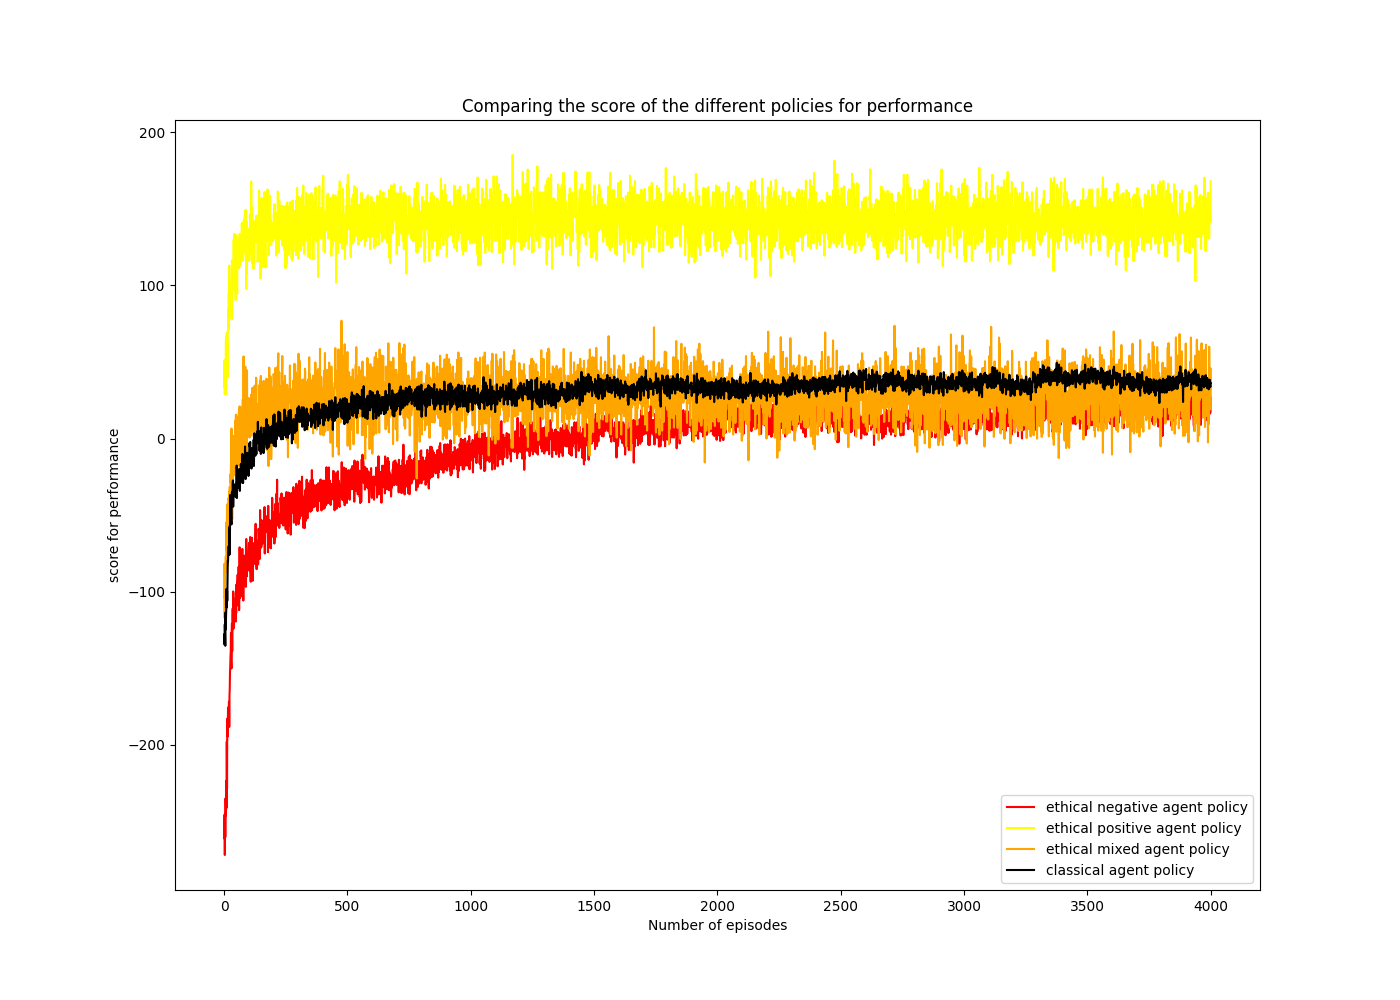 Comparing the score of the different policies for performance
200
100
0
−100
−200
score for performance
0 500 1000 1500 2000 2500 3000 3500 4000
Number of episodes
ethical negative agent policy
ethical positive agent policy
ethical mixed agent policy
classical agent policy